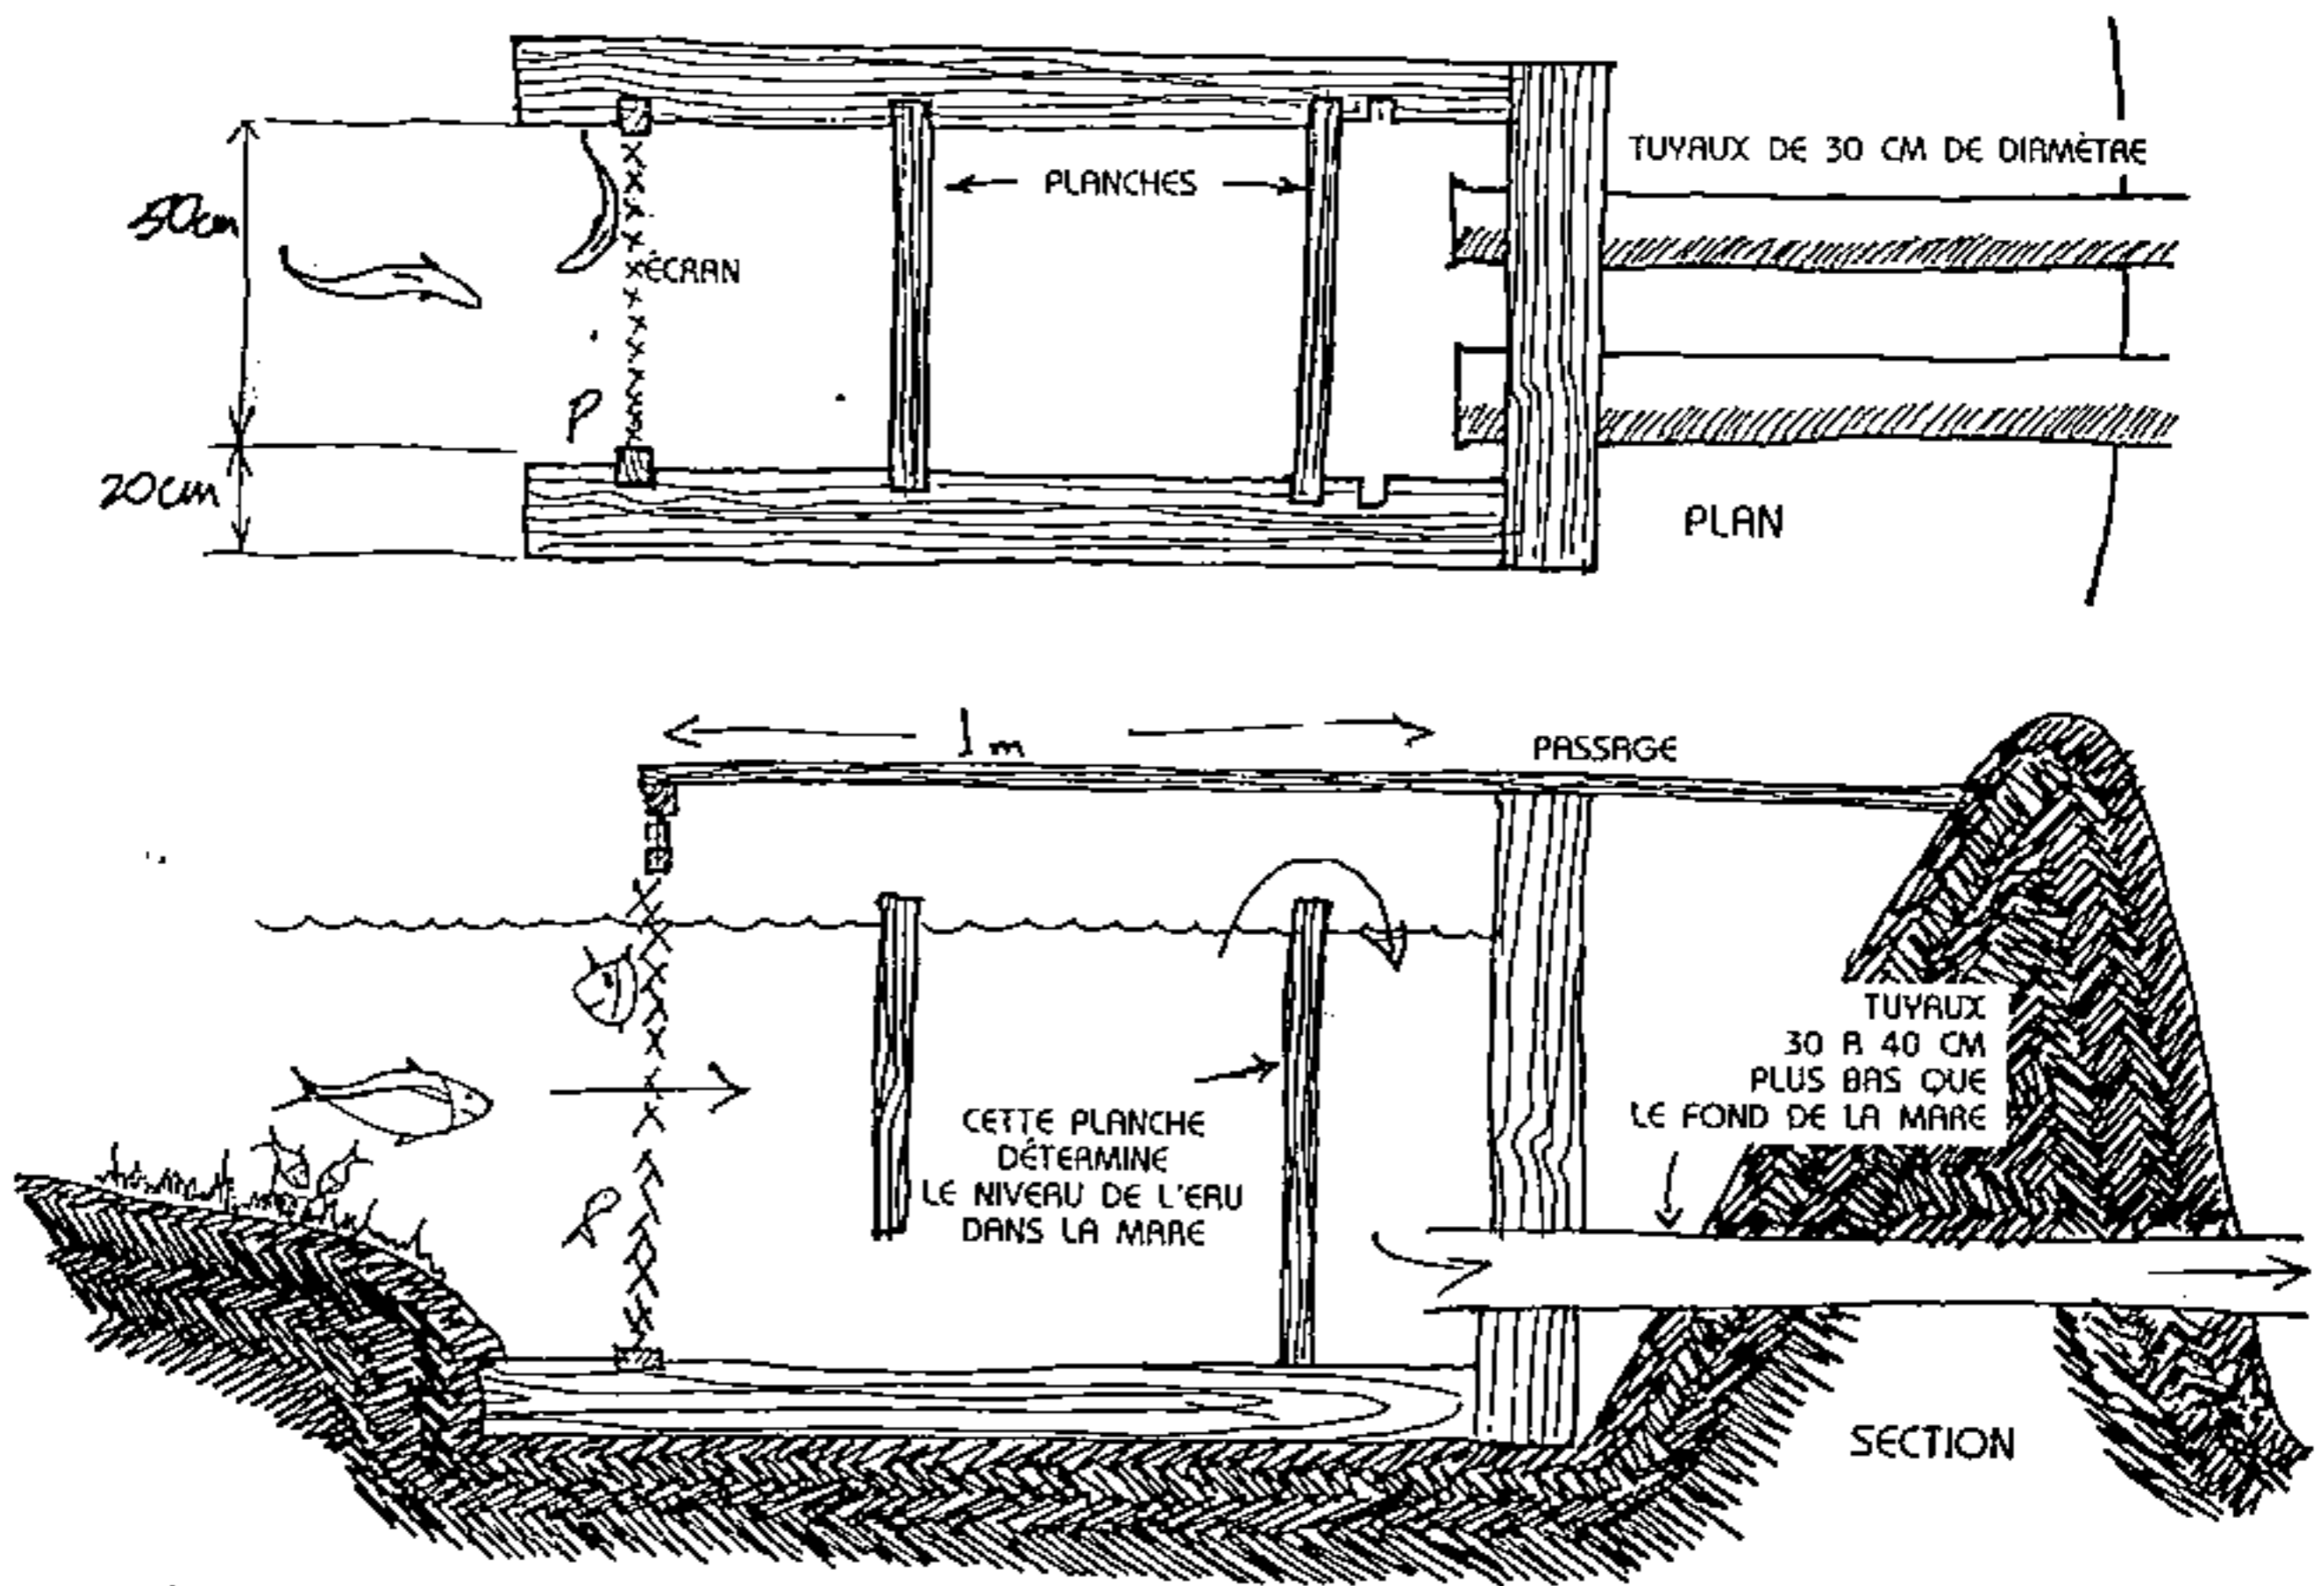 TUYAUX DE 30 CM DE DIAMÈTRE
PLANCHES
50cm
ÉCRAN
20cm
PLAN
1 m
PASSAGE
TUYAUX
30 A 40 CM
PLUS BAS QUE
LE FOND DE LA MARE
CETTE PLANCHE
DÉTERMINE
LE NIVEAU DE L'EAU
DANS LA MARE
SECTION